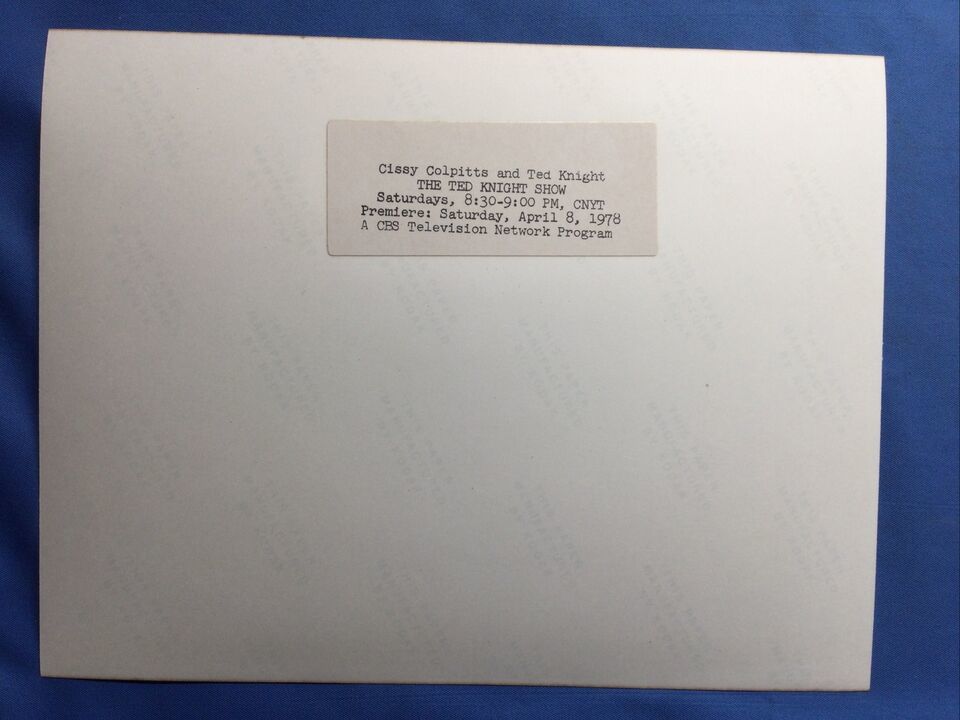 Cissy Colpitts and Ted Knight
THE TED KNIGHT SHOW
Saturdays, 8:30-9:00 PM, CNYT
Premiere: Saturday, April 8, 1978
A CBS Television Network Program